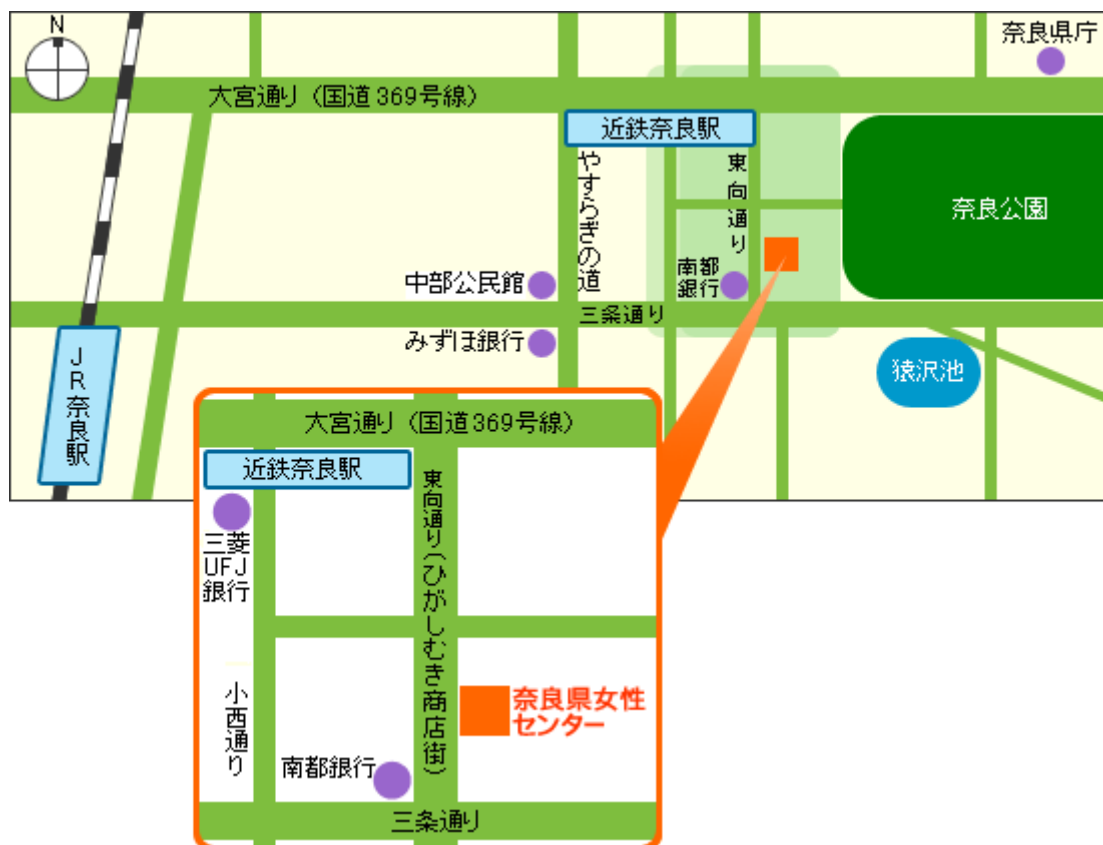 N
奈良県庁
大宮通り（国道369号線）
近鉄奈良駅
やすらぎの道
東向通り
奈良公園
中部公民館
南都
銀行
三条通り
みずほ銀行
猿沢池
JR奈良駅
大宮通り（国道369号線）
近鉄奈良駅
三菱
UFJ
銀行
東向通り（ひがしむき商店街）
小西通り
奈良県女性
センター
南都銀行
三条通り